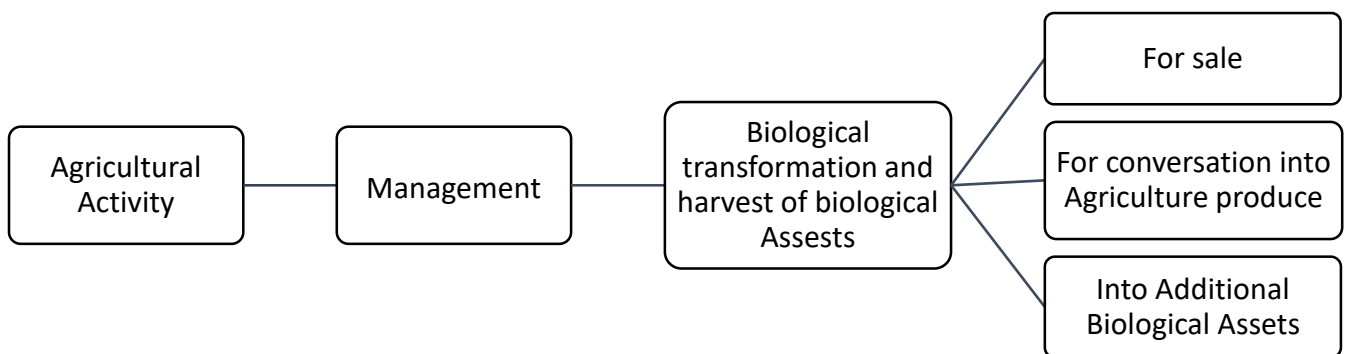 Agricultural
Activity
Management
Biological
transformation and
harvest of biological
Assests
For sale
For conversation into
Agriculture produce
Into Additional
Biological Assets